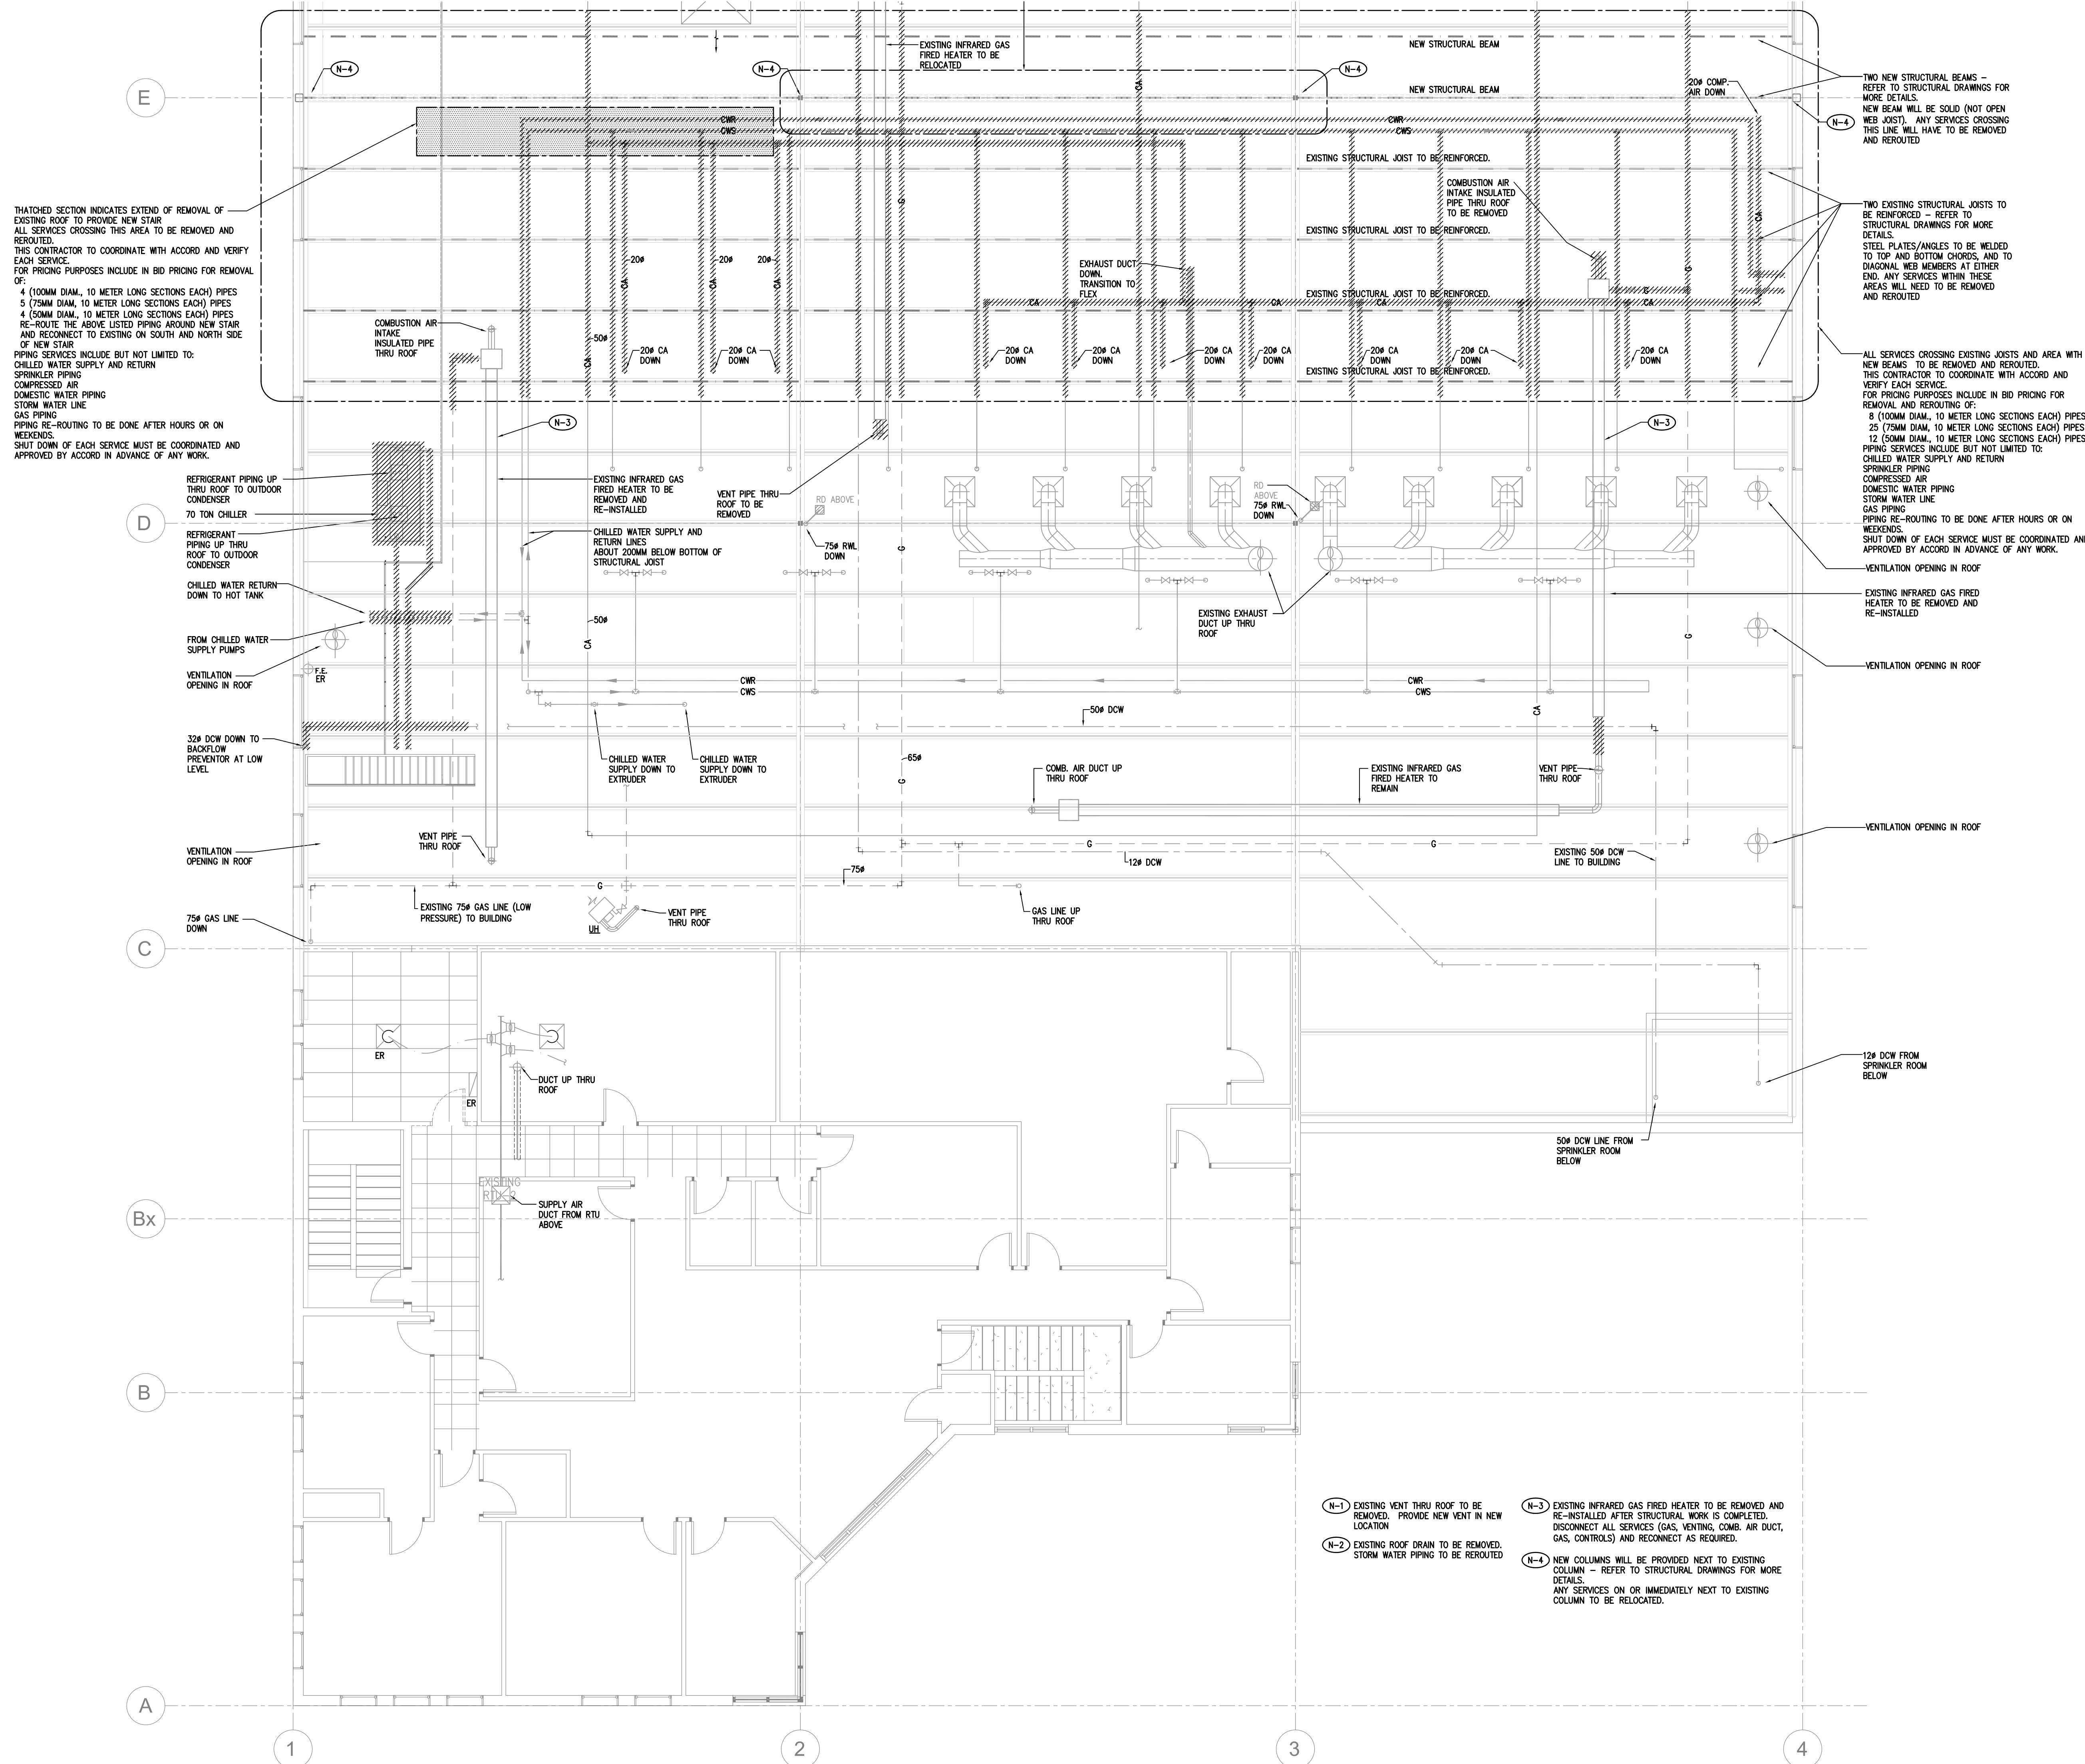 EXISTING INFRARED GAS
FIRED HEATER TO BE
RELOCATED
NEW STRUCTURAL BEAM
N-4
N-4
N-4
E
NEW STRUCTURAL BEAM
20ø COMP.
AIR DOWN
TWO NEW STRUCTURAL BEAMS –
REFER TO STRUCTURAL DRAWINGS FOR
MORE DETAILS.
NEW BEAM WILL BE SOLID (NOT OPEN
WEB JOIST). ANY SERVICES CROSSING
THIS LINE WILL HAVE TO BE REMOVED
AND REROUTED
N-4
CA
CWR
CWS
CWR
CWS
EXISTING STRUCTURAL JOIST TO BE REINFORCED.
COMBUSTION AIR
INTAKE INSULATED
PIPE THRU ROOF
TO BE REMOVED
THATCHED SECTION INDICATES EXTEND OF REMOVAL OF
EXISTING ROOF TO PROVIDE NEW STAIR
ALL SERVICES CROSSING THIS AREA TO BE REMOVED AND
REROUTED.
THIS CONTRACTOR TO COORDINATE WITH ACCORD AND VERIFY
EACH SERVICE.
FOR PRICING PURPOSES INCLUDE IN BID PRICING FOR REMOVAL
OF:
4 (100MM DIAM., 10 METER LONG SECTIONS EACH) PIPES
5 (75MM DIAM, 10 METER LONG SECTIONS EACH) PIPES
4 (50MM DIAM., 10 METER LONG SECTIONS EACH) PIPES
RE-ROUTE THE ABOVE LISTED PIPING AROUND NEW STAIR
AND RECONNECT TO EXISTING ON SOUTH AND NORTH SIDE
OF NEW STAIR
PIPING SERVICES INCLUDE BUT NOT LIMITED TO:
CHILLED WATER SUPPLY AND RETURN
SPRINKLER PIPING
COMPRESSED AIR
DOMESTIC WATER PIPING
STORM WATER LINE
GAS PIPING
PIPING RE-ROUTING TO BE DONE AFTER HOURS OR ON
WEEKENDS.
SHUT DOWN OF EACH SERVICE MUST BE COORDINATED AND
APPROVED BY ACCORD IN ADVANCE OF ANY WORK.
TWO EXISTING STRUCTURAL JOISTS TO
BE REINFORCED – REFER TO
STRUCTURAL DRAWINGS FOR MORE
DETAILS.
STEEL PLATES/ANGLES TO BE WELDED
TO TOP AND BOTTOM CHORDS, AND TO
DIAGONAL WEB MEMBERS AT EITHER
END. ANY SERVICES WITHIN THESE
AREAS WILL NEED TO BE REMOVED
AND REROUTED
G
CA
EXISTING STRUCTURAL JOIST TO BE REINFORCED.
20ø
20ø
20ø
CA
CA
CA
EXHAUST DUCT
DOWN.
TRANSITION TO
FLEX
G
G
EXISTING STRUCTURAL JOIST TO BE REINFORCED.
CA
CA
CA
CA
COMBUSTION AIR
INTAKE
INSULATED PIPE
THRU ROOF
50ø
CA
20ø CA
DOWN
20ø CA
DOWN
20ø CA
DOWN
20ø CA
DOWN
20ø CA
DOWN
20ø CA
DOWN
20ø CA
DOWN
20ø CA
DOWN
20ø CA
DOWN
EXISTING STRUCTURAL JOIST TO BE REINFORCED.
ALL SERVICES CROSSING EXISTING JOISTS AND AREA WITH
NEW BEAMS TO BE REMOVED AND REROUTED.
THIS CONTRACTOR TO COORDINATE WITH ACCORD AND
VERIFY EACH SERVICE.
FOR PRICING PURPOSES INCLUDE IN BID PRICING FOR
REMOVAL AND REROUTING OF:
8 (100MM DIAM., 10 METER LONG SECTIONS EACH) PIPES
25 (75MM DIAM, 10 METER LONG SECTIONS EACH) PIPES
12 (50MM DIAM., 10 METER LONG SECTIONS EACH) PIPES
PIPING SERVICES INCLUDE BUT NOT LIMITED TO:
CHILLED WATER SUPPLY AND RETURN
SPRINKLER PIPING
COMPRESSED AIR
DOMESTIC WATER PIPING
STORM WATER LINE
GAS PIPING
PIPING RE-ROUTING TO BE DONE AFTER HOURS OR ON
WEEKENDS.
SHUT DOWN OF EACH SERVICE MUST BE COORDINATED AND
APPROVED BY ACCORD IN ADVANCE OF ANY WORK.
N-3
N-3
REFRIGERANT PIPING UP
THRU ROOF TO OUTDOOR
CONDENSER
70 TON CHILLER
D
REFRIGERANT
PIPING UP THRU
ROOF TO OUTDOOR
CONDENSER
EXISTING INFRARED GAS
FIRED HEATER TO BE
REMOVED AND
RE-INSTALLED
VENT PIPE THRU
ROOF TO BE
REMOVED
RD ABOVE
RD
ABOVE
75ø RWL
DOWN
CHILLED WATER SUPPLY AND
RETURN LINES
ABOUT 200MM BELOW BOTTOM OF
STRUCTURAL JOIST
75ø RWL
DOWN
G
VENTILATION OPENING IN ROOF
CHILLED WATER RETURN
DOWN TO HOT TANK
EXISTING EXHAUST
DUCT UP THRU
ROOF
EXISTING INFRARED GAS FIRED
HEATER TO BE REMOVED AND
RE-INSTALLED
FROM CHILLED WATER
SUPPLY PUMPS
50ø
CA
G
VENTILATION
OPENING IN ROOF
F.E.
ER
VENTILATION OPENING IN ROOF
CWR
CWS
CWR
CWS
CA
50ø DCW
32ø DCW DOWN TO
BACKFLOW
PREVENTOR AT LOW
LEVEL
CHILLED WATER
SUPPLY DOWN TO
EXTRUDER
CHILLED WATER
SUPPLY DOWN TO
EXTRUDER
65ø
G
COMB. AIR DUCT UP
THRU ROOF
EXISTING INFRARED GAS
FIRED HEATER TO
REMAIN
VENT PIPE
THRU ROOF
VENT PIPE
THRU ROOF
VENTILATION
OPENING IN ROOF
G
G
12ø DCW
EXISTING 50ø DCW
LINE TO BUILDING
VENTILATION OPENING IN ROOF
75ø
G
EXISTING 75ø GAS LINE (LOW
PRESSURE) TO BUILDING
75ø GAS LINE
DOWN
UH
VENT PIPE
THRU ROOF
GAS LINE UP
THRU ROOF
C
ER
DUCT UP THRU
ROOF
ER
12ø DCW FROM
SPRINKLER ROOM
BELOW
50ø DCW LINE FROM
SPRINKLER ROOM
BELOW
EXISTING
SUPPLY AIR
DUCT FROM RTU
ABOVE
Bx
B
N-1 EXISTING VENT THRU ROOF TO BE
REMOVED. PROVIDE NEW VENT IN NEW
LOCATION
N-2 EXISTING ROOF DRAIN TO BE REMOVED.
STORM WATER PIPING TO BE REROUTED
N-3 EXISTING INFRARED GAS FIRED HEATER TO BE REMOVED AND
RE-INSTALLED AFTER STRUCTURAL WORK IS COMPLETED.
DISCONNECT ALL SERVICES (GAS, VENTING, COMB. AIR DUCT,
GAS, CONTROLS) AND RECONNECT AS REQUIRED.
N-4 NEW COLUMNS WILL BE PROVIDED NEXT TO EXISTING
COLUMN – REFER TO STRUCTURAL DRAWINGS FOR MORE
DETAILS.
ANY SERVICES ON OR IMMEDIATELY NEXT TO EXISTING
COLUMN TO BE RELOCATED.
A
1
2
3
4